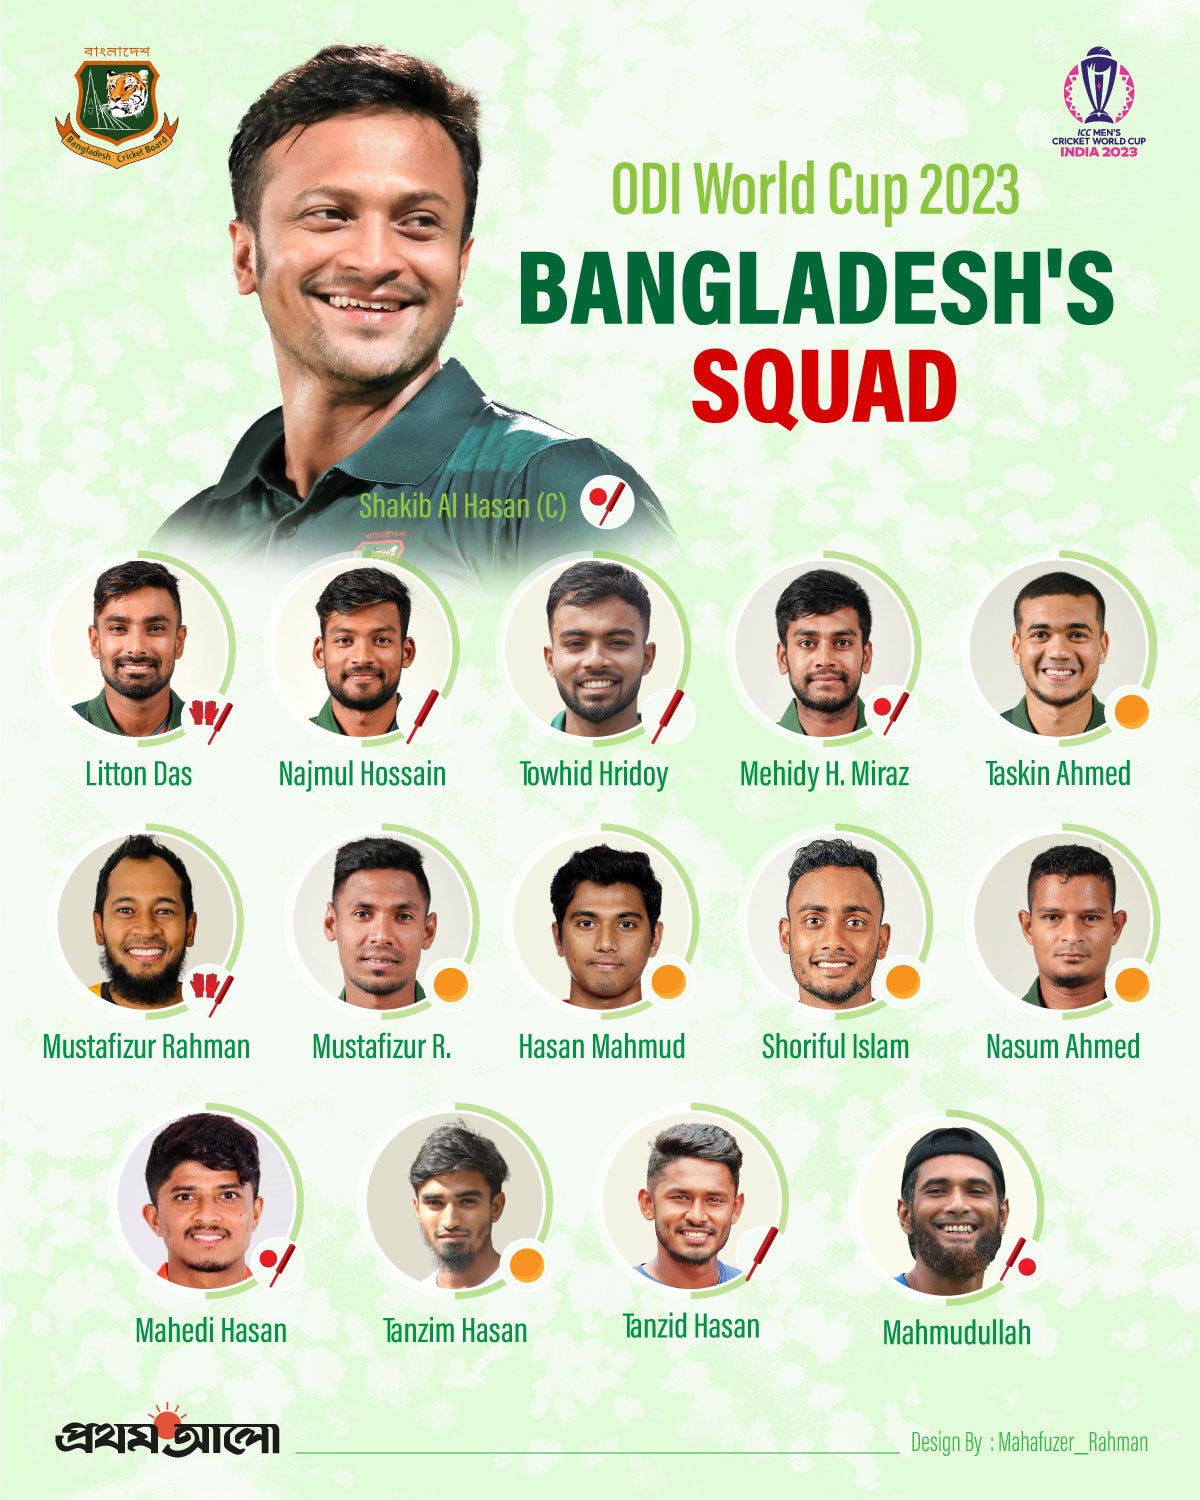 বাংলাদেশ
Bangladesh Cricket Board
ICC MEN'S
CRICKET WORLD CUP
INDIA 2023
ODI World Cup 2023
BANGLADESH'S
SQUAD
Shakib Al Hasan (C)
বাংলাদেশ
Litton Das
Najmul Hossain
Towhid Hridoy
Mehidy H. Miraz
Taskin Ahmed
Mustafizur Rahman
Mustafizur R.
Hasan Mahmud
Shoriful Islam
Nasum Ahmed
Mahedi Hasan
Tanzim Hasan
Tanzid Hasan
Mahmudullah
প্রথম আলো
Design By : Mahafuzer_Rahman